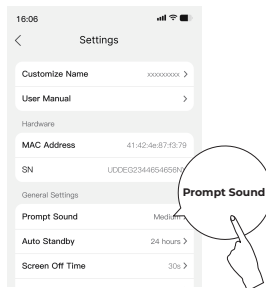 16:06
Settings
Customize Name xxxxxxxxx >
User Manual >
Hardware
MAC Address 41:42:4e:87:f3:79
SN UDDEG2344654656N
General Settings
Prompt Sound Medium
Prompt Sound
Auto Standby 24 hours >
Screen Off Time 30s >